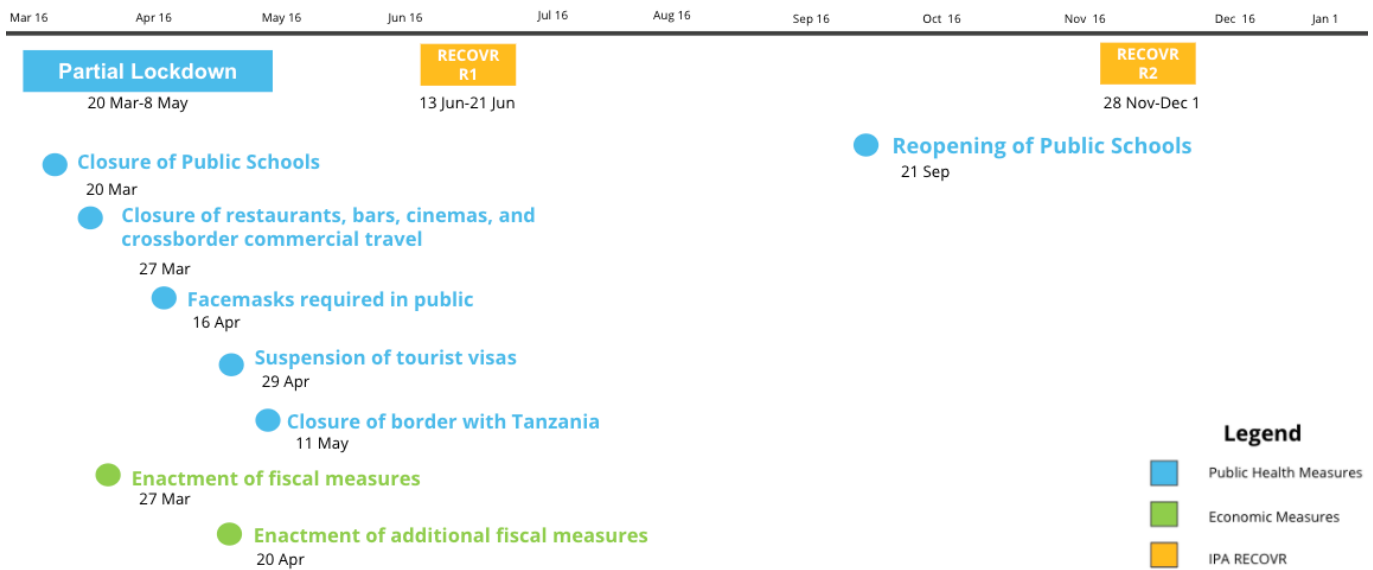 Mar 16 Apr 16 May 16 Jun 16 Jul 16 Aug 16 Sep 16 Oct 16 Nov 16 Dec 16 Jan 1
Partial Lockdown
20 Mar-8 May
RECOVR
R1
13 Jun-21 Jun
RECOVR
R2
28 Nov-Dec 1
Closure of Public Schools
20 Mar
Reopening of Public Schools
21 Sep
Closure of restaurants, bars, cinemas, and
crossborder commercial travel
27 Mar
Facemasks required in public
16 Apr
Suspension of tourist visas
29 Apr
Closure of border with Tanzania
11 May
Enactment of fiscal measures
27 Mar
Enactment of additional fiscal measures
20 Apr
Legend
Public Health Measures
Economic Measures
IPA RECOVR